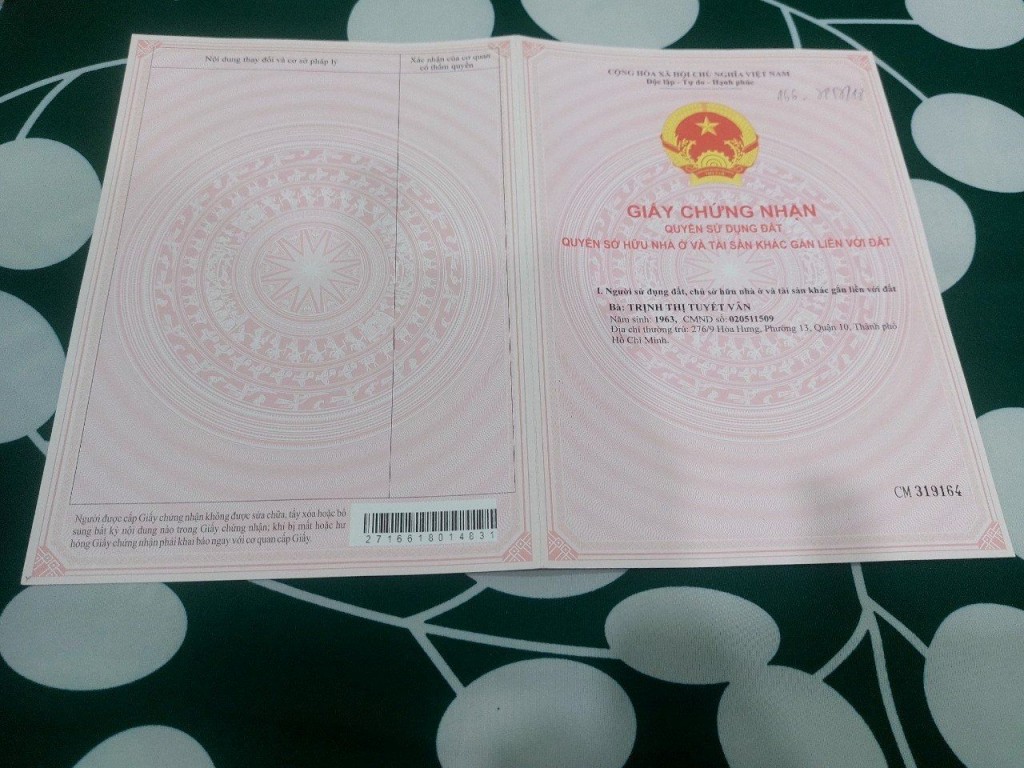 Nội dung thay đổi và cơ sở pháp lý
Xác nhận của cơ quan
có thẩm quyền
Người được cấp Giấy chứng nhận không được sửa chữa, tẩy xóa hoặc bổ
sung bất kỳ nội dung nào trong Giấy chứng nhận; khi bị mất hoặc hư
hỏng Giấy chứng nhận phải khai báo ngay với cơ quan cấp Giấy.
2716618014831
CỘNG HÒA XÃ HỘI CHỦ NGHĨA VIỆT NAM
Độc lập - Tự do - Hạnh phúc
GIẤY CHỨNG NHẬN
QUYỀN SỬ DỤNG ĐẤT
QUYỀN SỞ HỮU NHÀ Ở VÀ TÀI SẢN KHÁC GẮN LIỀN VỚI ĐẤT
I. Người sử dụng đất, chủ sở hữu nhà ở và tài sản khác gắn liền với đất
Bà: TRỊNH THỊ TUYẾT VÂN
Năm sinh: 1963, CMND số: 020511509
Địa chỉ thường trú: 276/9 Hòa Hưng, Phường 13, Quận 10, Thành phố
Hồ Chí Minh.
CM 319164